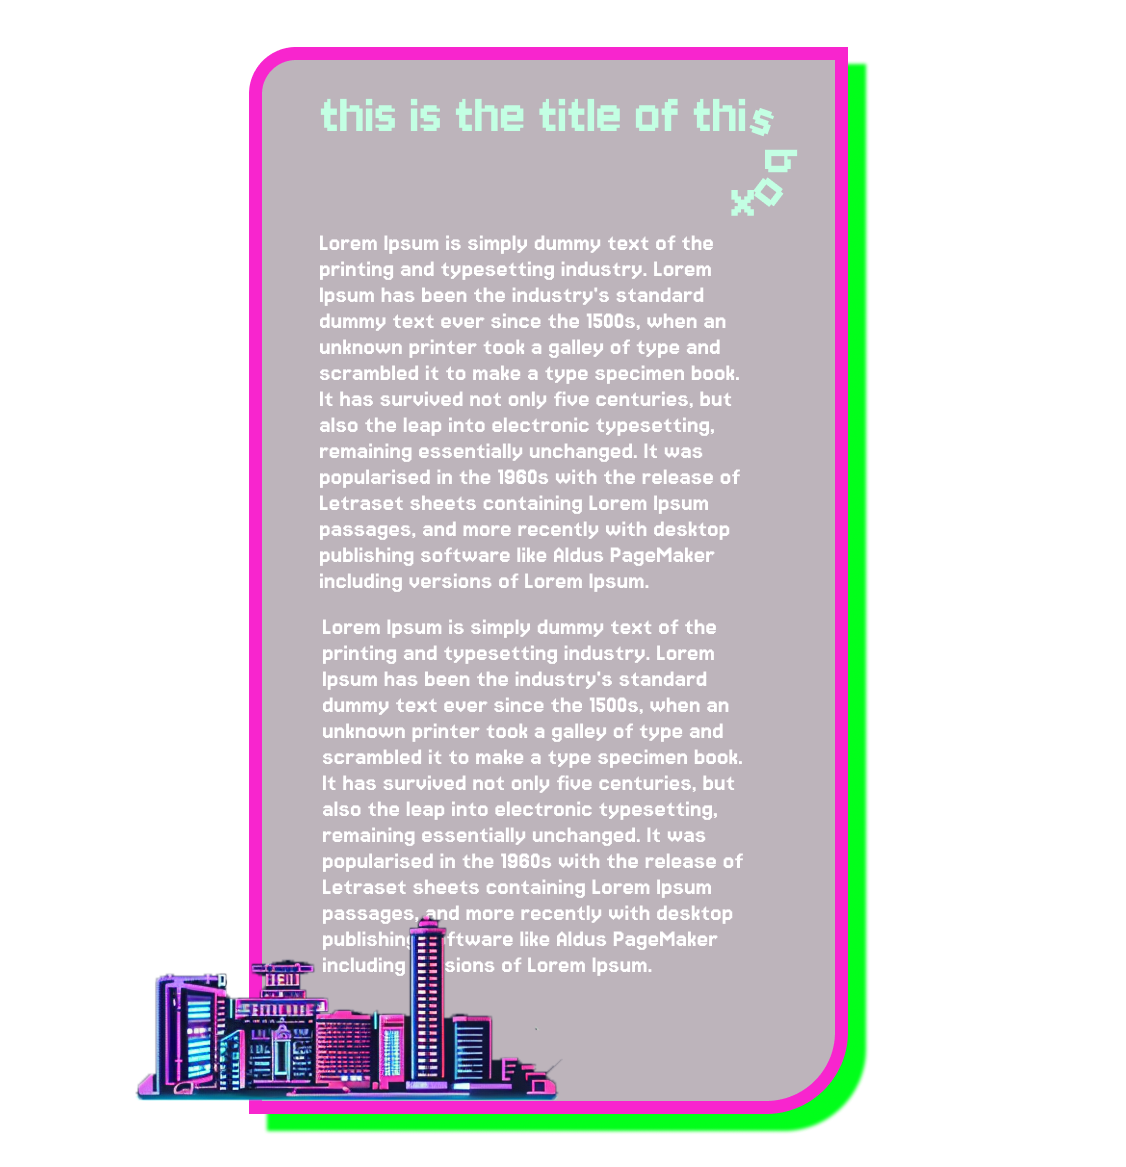 this is the title of this
box
Lorem Ipsum is simply dummy text of the
printing and typesetting industry. Lorem
Ipsum has been the industry's standard
dummy text ever since the 1500s, when an
unknown printer took a galley of type and
scrambled it to make a type specimen book.
It has survived not only five centuries, but
also the leap into electronic typesetting,
remaining essentially unchanged. It was
popularised in the 1960s with the release of
Letraset sheets containing Lorem Ipsum
passages, and more recently with desktop
publishing software like Aldus PageMaker
including versions of Lorem Ipsum.
Lorem Ipsum is simply dummy text of the
printing and typesetting industry. Lorem
Ipsum has been the industry's standard
dummy text ever since the 1500s, when an
unknown printer took a galley of type and
scrambled it to make a type specimen book.
It has survived not only five centuries, but
also the leap into electronic typesetting,
remaining essentially unchanged. It was
popularised in the 1960s with the release of
Letraset sheets containing Lorem Ipsum
passages, and more recently with desktop
publishing software like Aldus PageMaker
including versions of Lorem Ipsum.